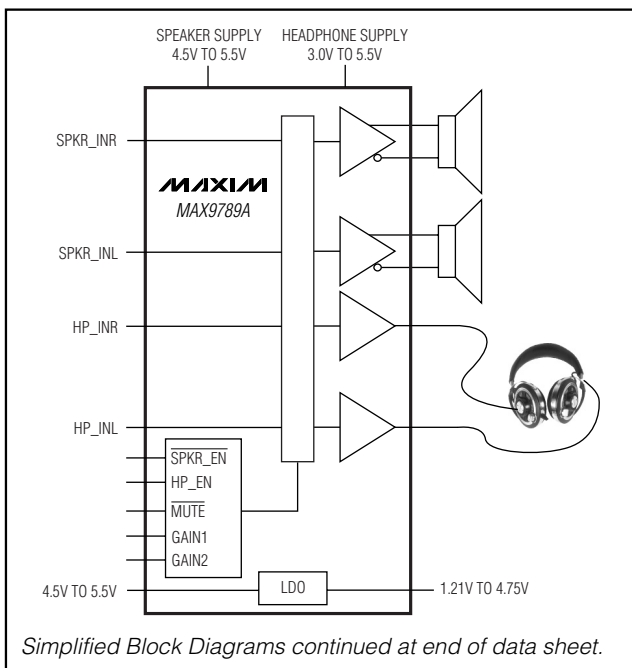 SPEAKER SUPPLY
4.5V TO 5.5V
HEADPHONE SUPPLY
3.0V TO 5.5V
SPKR_INR
MAXIM
MAX9789A
SPKR_INL
HP_INR
HP_INL
SPKR_EN
HP_EN
MUTE
GAIN1
GAIN2
4.5V TO 5.5V
LDO
1.21V TO 4.75V
Simplified Block Diagrams continued at end of data sheet.